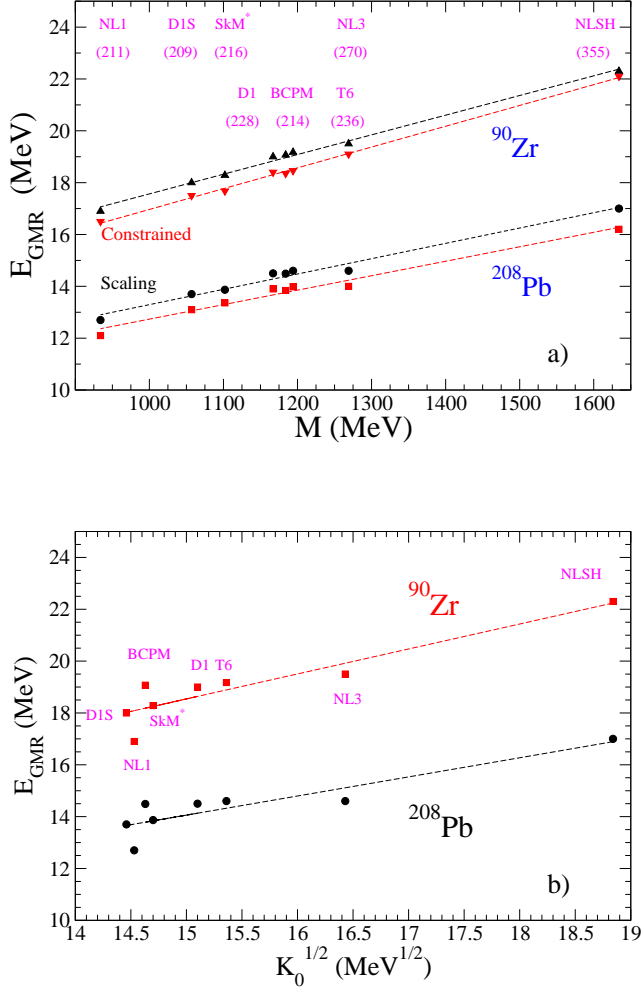 24
22
20
18
16
14
12
10
E_GMR (MeV)
NL1 D1S SkM* NL3 NLSH
(211) (209) (216) (270) (355)
D1 BCPM T6
(228) (214) (236)
⁹⁰Zr
Constrained
Scaling
²⁰⁸Pb
a)
1000 1100 1200 1300 1400 1500 1600
M (MeV)
24
22
20
18
16
14
12
10
E_GMR (MeV)
NLSH
⁹⁰Zr
BCPM
D1 T6
D1S
SkM*
NL3
NL1
²⁰⁸Pb
b)
14 14.5 15 15.5 16 16.5 17 17.5 18 18.5 19
K₀^1/2 (MeV^1/2)